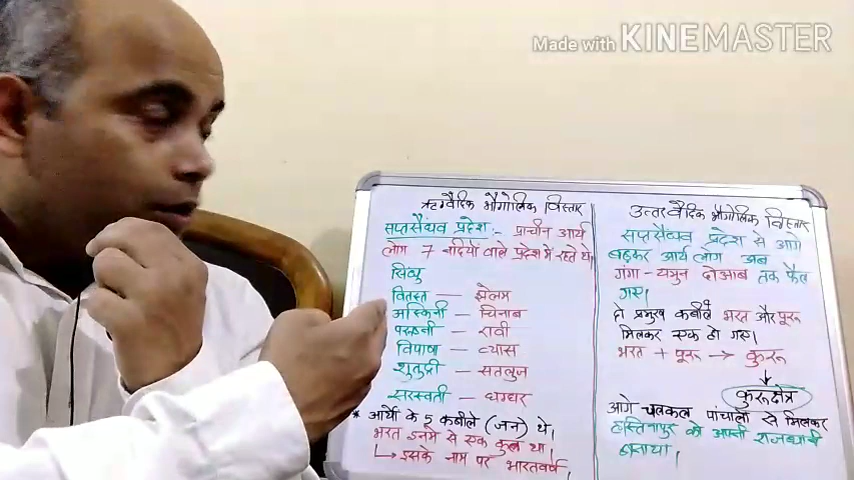 Made with KINEMASTER
ऋग्वैदिक भौगोलिक विस्तार
सप्तसैंधव प्रदेश:- प्राचीन आर्य
लोग 7 नदियों वाले प्रदेश में रहते थे।
सिन्धु
वितस्त — झेलम
अस्किनी — चिनाब
परूष्नी — रावी
विपाषा — व्यास
शुतुद्री — सतलुज
सरस्वती — घग्घर
* आर्यो के 5 कबीले (जन) थे।
भरत इनमे से एक कुल था।
↳ इसके नाम पर भारतवर्ष
उत्तरवैदिक भौगोलिक विस्तार
सप्तसैंधव प्रदेश से आगे
बढ़कर आर्य लोग अब
गंगा - यमुन दोआब तक फैल
गए।
दो प्रमुख कबीले भरत और पूरू
मिलकर एक हो गए।
भरत + पूरू → कुरू
↓
कुरूक्षेत्र
आगे चलकल पांचालो से मिलकर
हस्तिनापुर को अपनी राजधानी
बनाया।